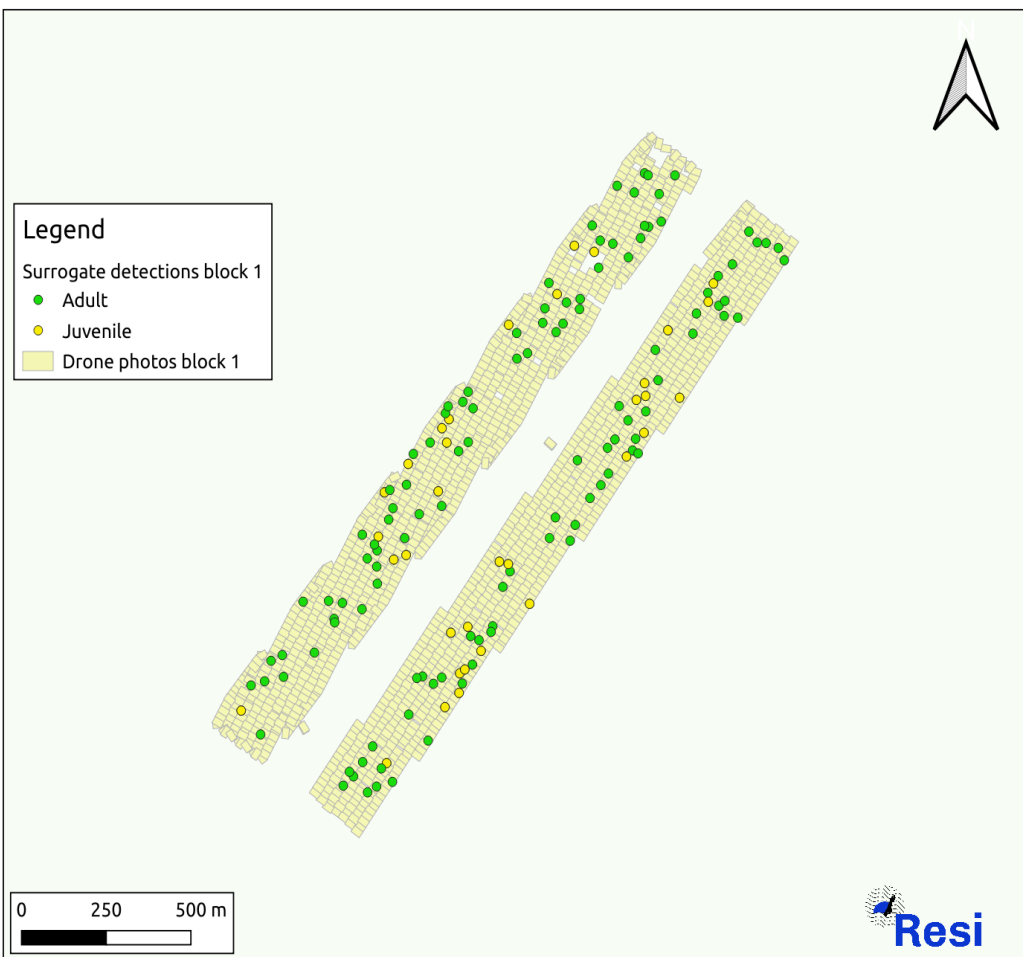 N
Legend
Surrogate detections block 1
Adult
Juvenile
Drone photos block 1
0 250 500 m
Resi